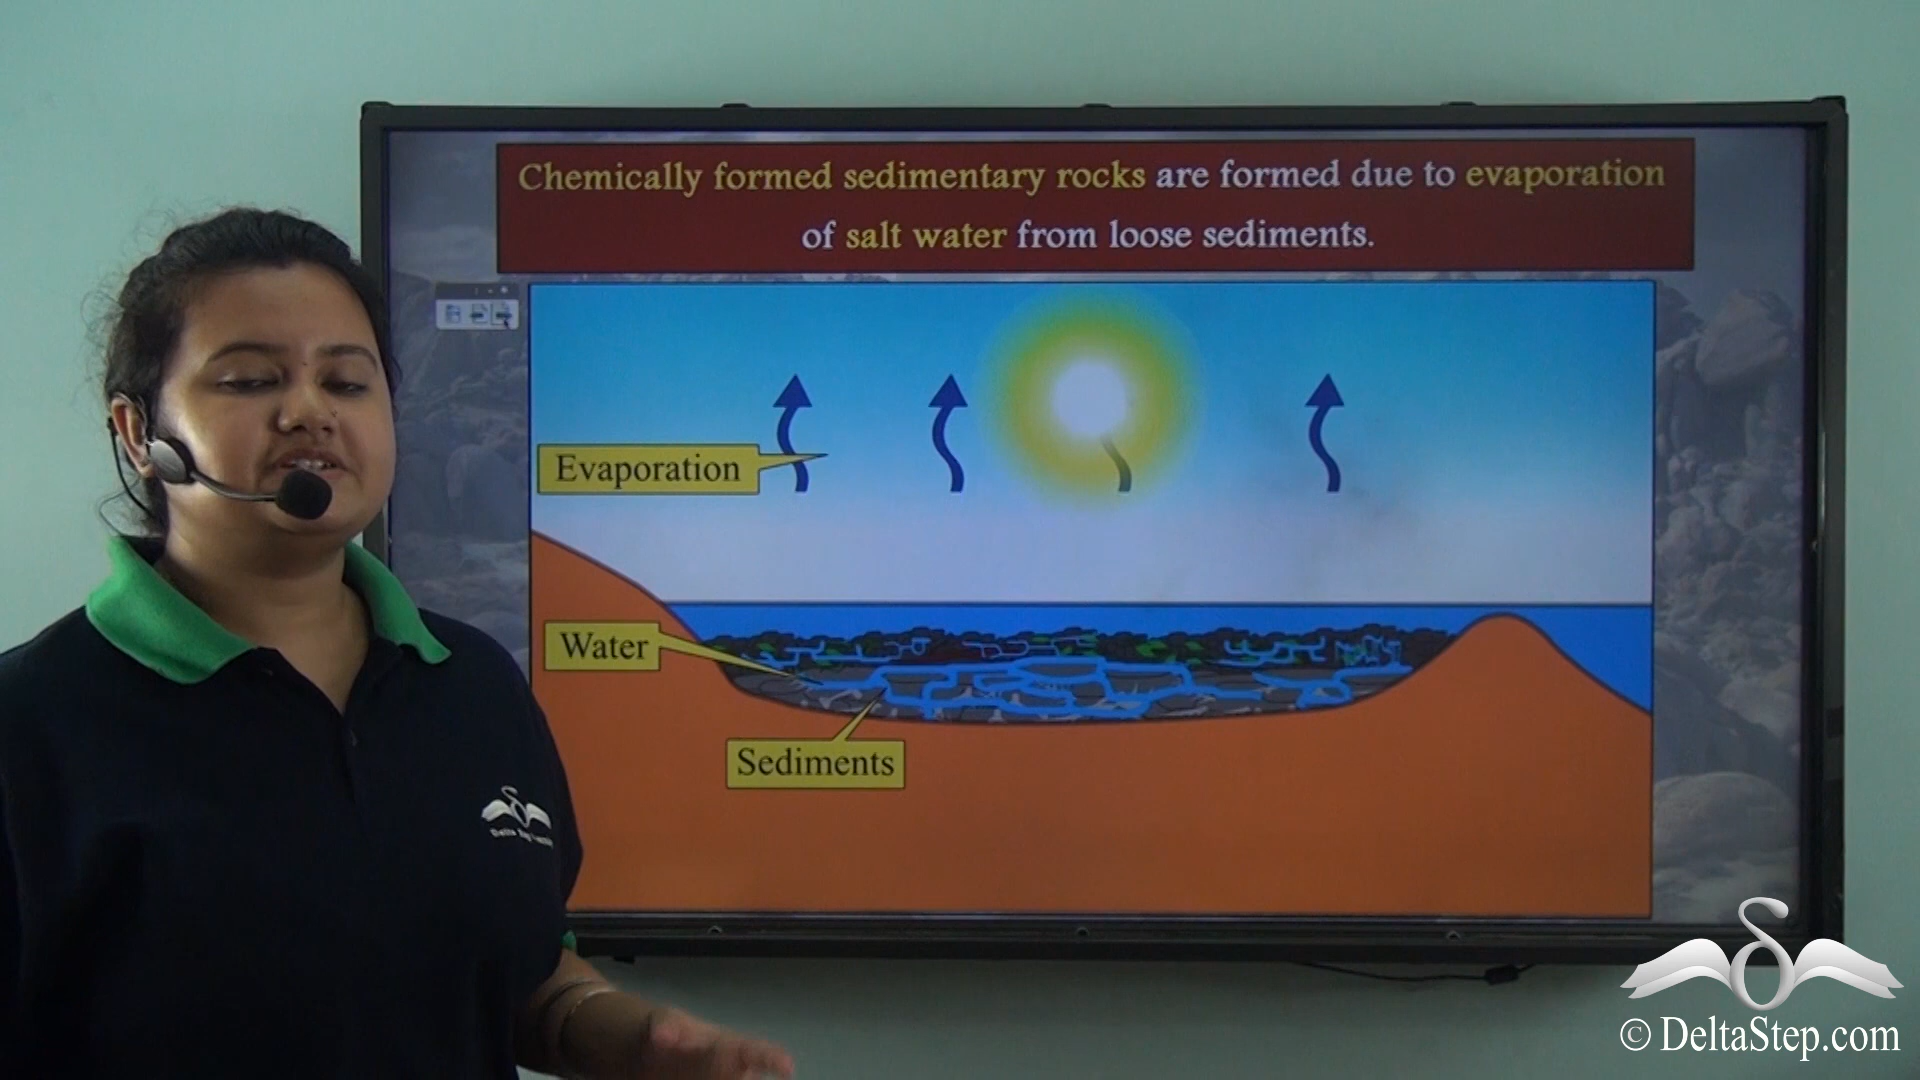 Chemically formed sedimentary rocks are formed due to evaporation
of salt water from loose sediments.
Evaporation
Water
Sediments
© DeltaStep.com